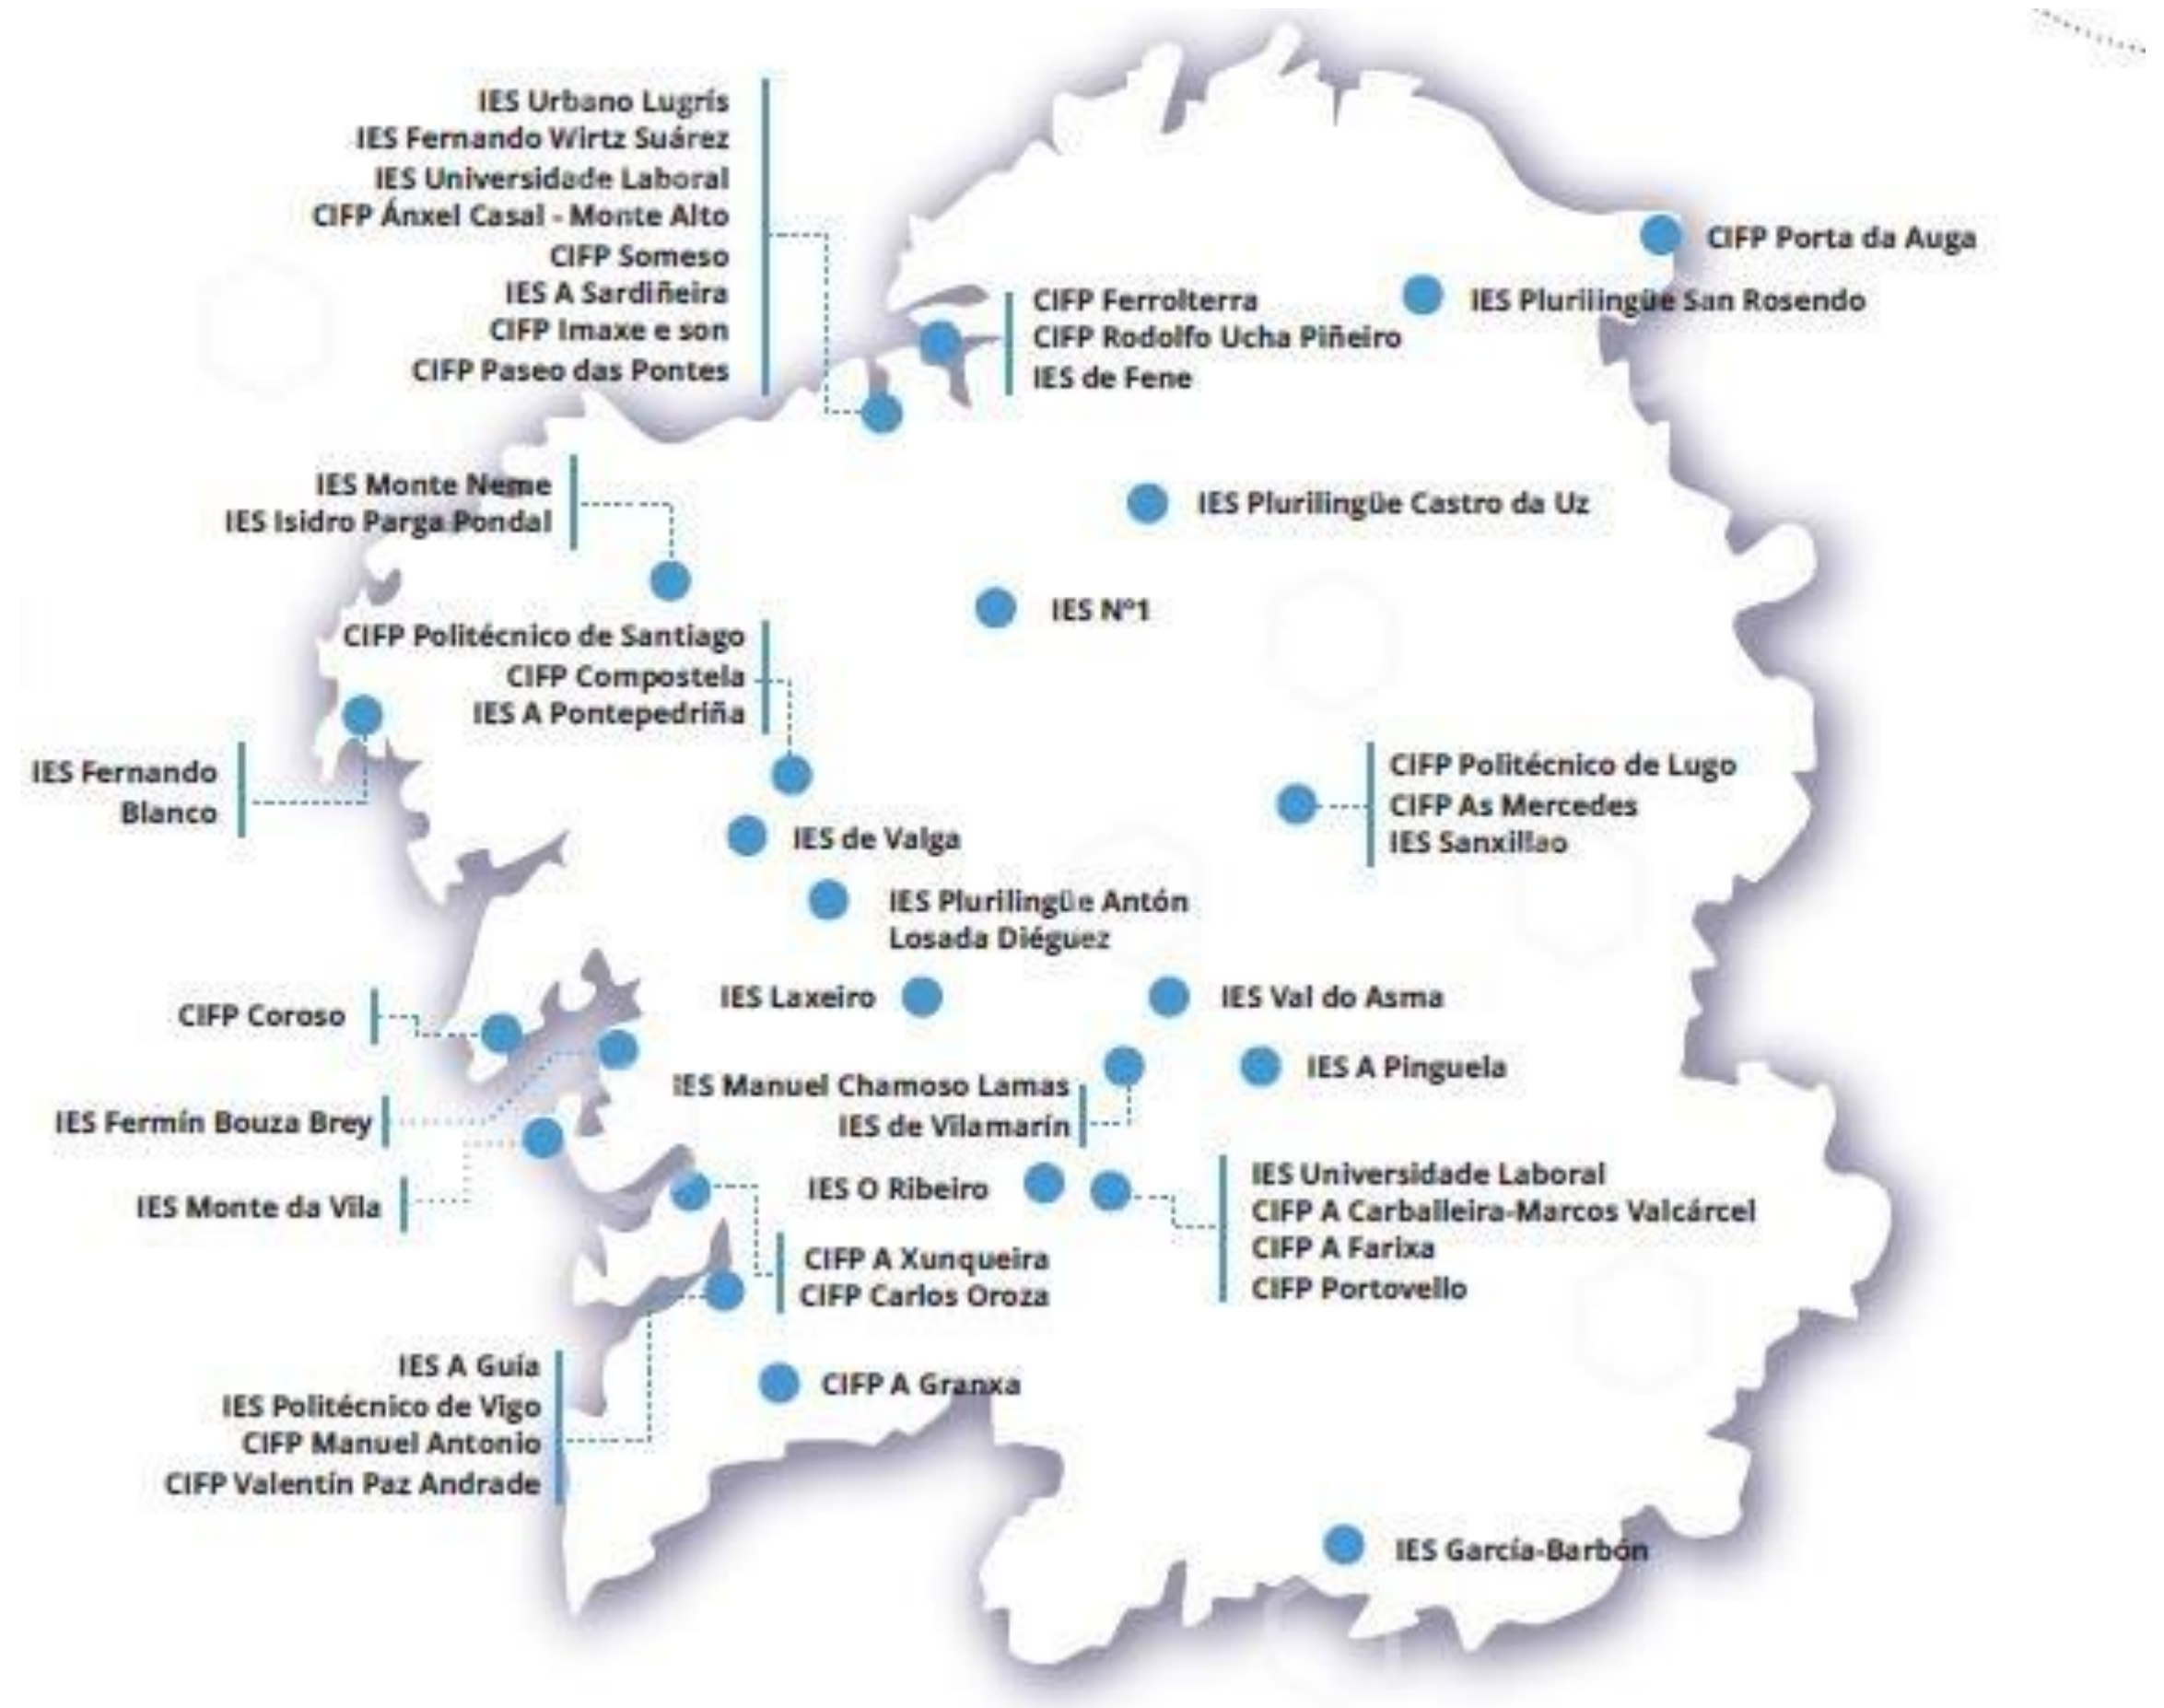 IES Urbano Lugrís
IES Fernando Wirtz Suárez
IES Universidade Laboral
CIFP Ánxel Casal - Monte Alto
CIFP Someso
IES A Sardiñeira
CIFP Imaxe e son
CIFP Paseo das Pontes
CIFP Porta da Auga
IES Plurilingüe San Rosendo
CIFP Ferrolterra
CIFP Rodolfo Ucha Piñeiro
IES de Fene
IES Monte Neme
IES Isidro Parga Pondal
IES Plurilingüe Castro da Uz
IES Nº1
CIFP Politécnico de Santiago
CIFP Compostela
IES A Pontepedriña
IES Fernando
Blanco
CIFP Politécnico de Lugo
CIFP As Mercedes
IES Sanxillao
IES de Valga
IES Plurilingüe Antón
Losada Diéguez
IES Laxeiro
IES Val do Asma
CIFP Coroso
IES A Pinguela
IES Manuel Chamoso Lamas
IES de Vilamarín
IES Fermín Bouza Brey
IES Monte da Vila
IES O Ribeiro
IES Universidade Laboral
CIFP A Carballeira-Marcos Valcárcel
CIFP A Farixa
CIFP Portovello
CIFP A Xunqueira
CIFP Carlos Oroza
IES A Guía
IES Politécnico de Vigo
CIFP Manuel Antonio
CIFP Valentín Paz Andrade
CIFP A Granxa
IES García-Barbón